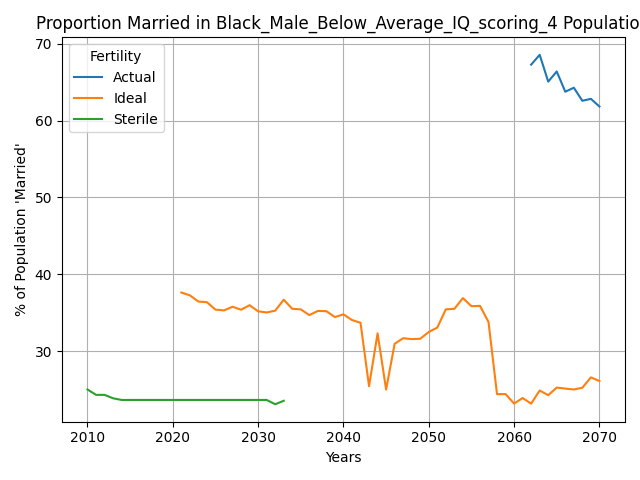 Proportion Married in Black_Male_Below_Average_IQ_scoring_4 Populatio
Fertility
Actual
Ideal
Sterile
70
60
50
40
30
% of Population 'Married'
2010 2020 2030 2040 2050 2060 2070
Years